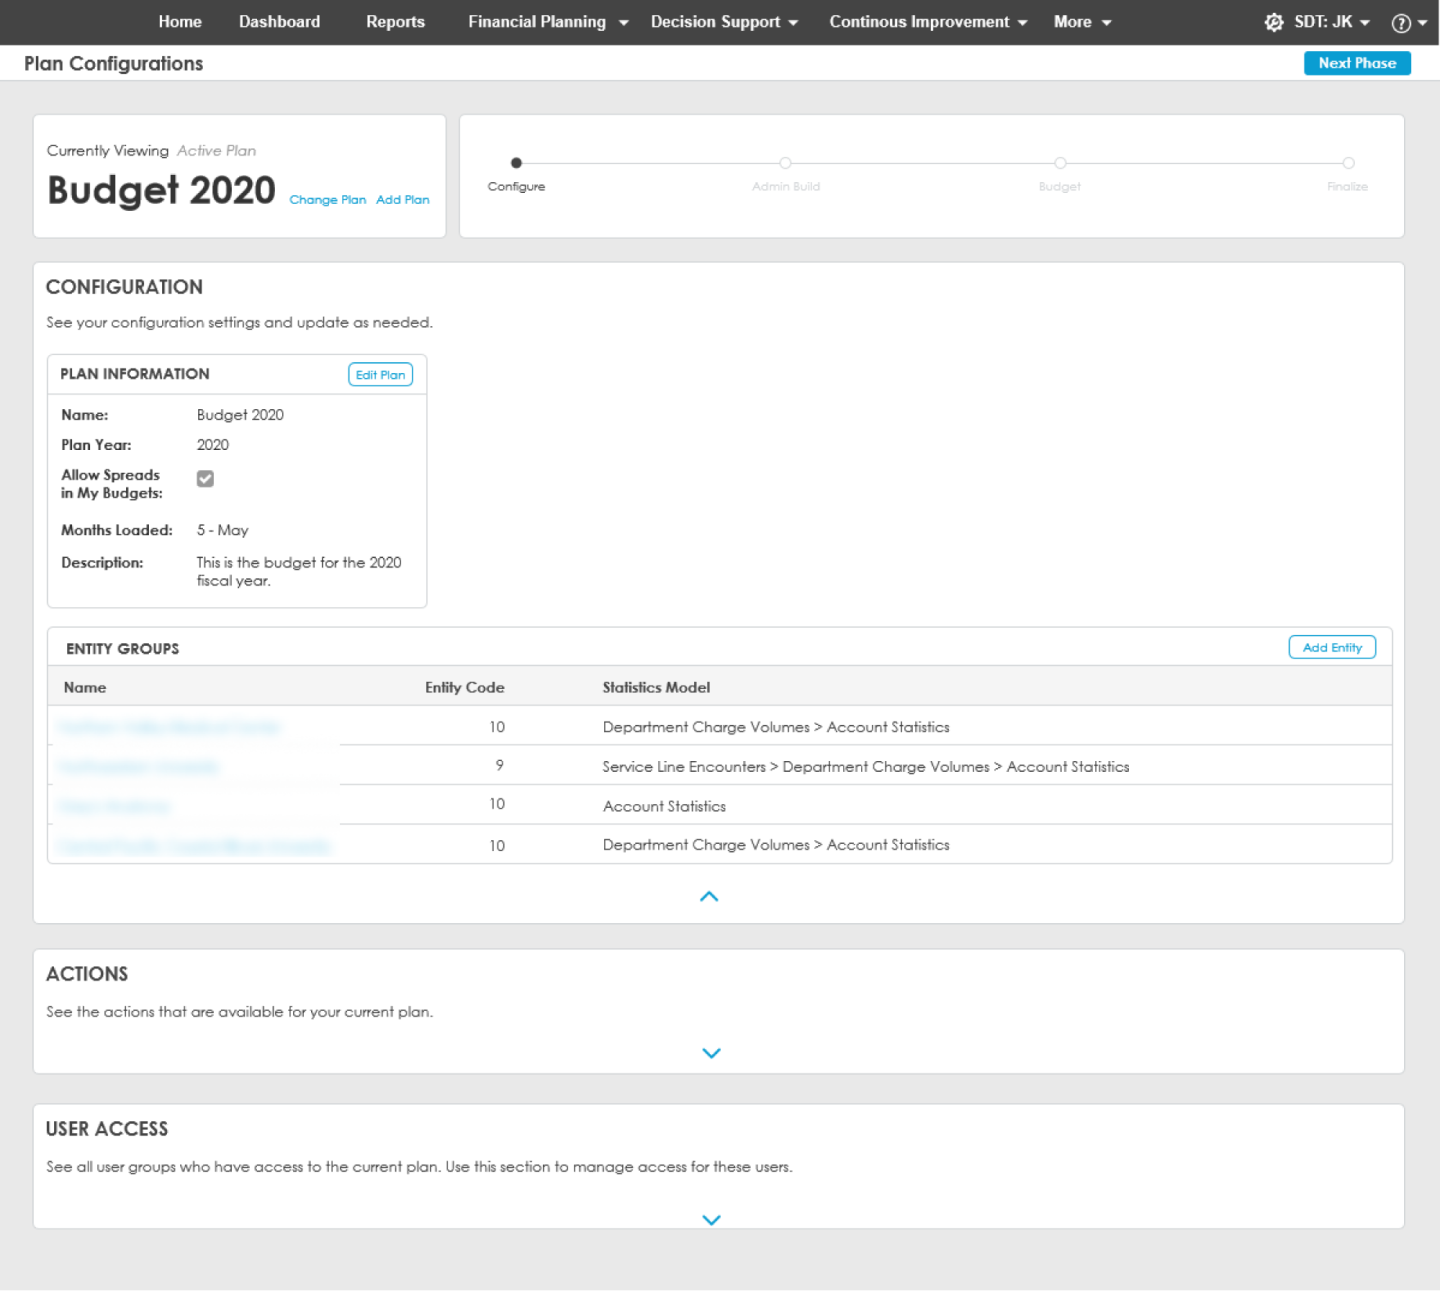 Home Dashboard Reports Financial Planning Decision Support Continous Improvement More SDT: JK ?
Plan Configurations Next Phase
Currently Viewing Active Plan
Budget 2020 Change Plan Add Plan
Configure Admin Build Budget Finalize
CONFIGURATION
See your configuration settings and update as needed.
PLAN INFORMATION Edit Plan
Name: Budget 2020
Plan Year: 2020
Allow Spreads
in My Budgets:
Months Loaded: 5 - May
Description: This is the budget for the 2020
fiscal year.
ENTITY GROUPS Add Entity
Name Entity Code Statistics Model
10 Department Charge Volumes > Account Statistics
9 Service Line Encounters > Department Charge Volumes > Account Statistics
10 Account Statistics
10 Department Charge Volumes > Account Statistics
ACTIONS
See the actions that are available for your current plan.
USER ACCESS
See all user groups who have access to the current plan. Use this section to manage access for these users.